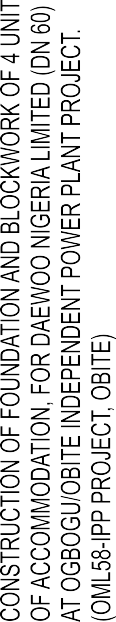 CONSTRUCTION OF FOUNDATION AND BLOCKWORK OF 4 UNIT
OF ACCOMMODATION, FOR DAEWOO NIGERIA LIMITED (DN 60)
AT OGBOGU/OBITE INDEPENDENT POWER PLANT PROJECT.
(OML58-IPP PROJECT, OBITE)